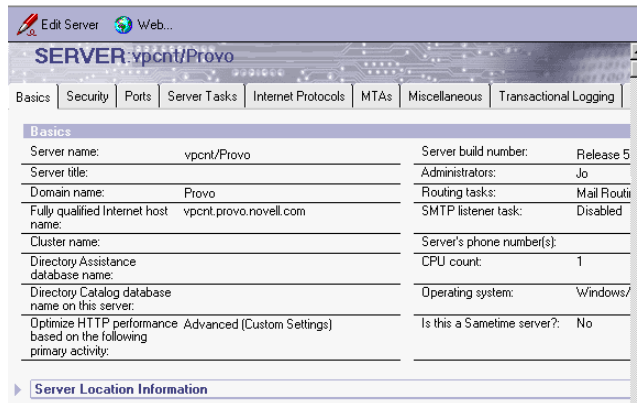 Edit Server Web...
SERVER:vpcnt/Provo
Basics Security Ports Server Tasks Internet Protocols MTAs Miscellaneous Transactional Logging
Basics
Server name: vpcnt/Provo Server build number: Release 5
Server title: Administrators: Jo
Domain name: Provo Routing tasks: Mail Routin
Fully qualified Internet host vpcnt.provo.novell.com SMTP listener task: Disabled
name:
Cluster name: Server's phone number(s):
Directory Assistance CPU count: 1
database name:
Directory Catalog database Operating system: Windows/
name on this server:
Optimize HTTP performance Advanced (Custom Settings) Is this a Sametime server?: No
based on the following
primary activity:
Server Location Information